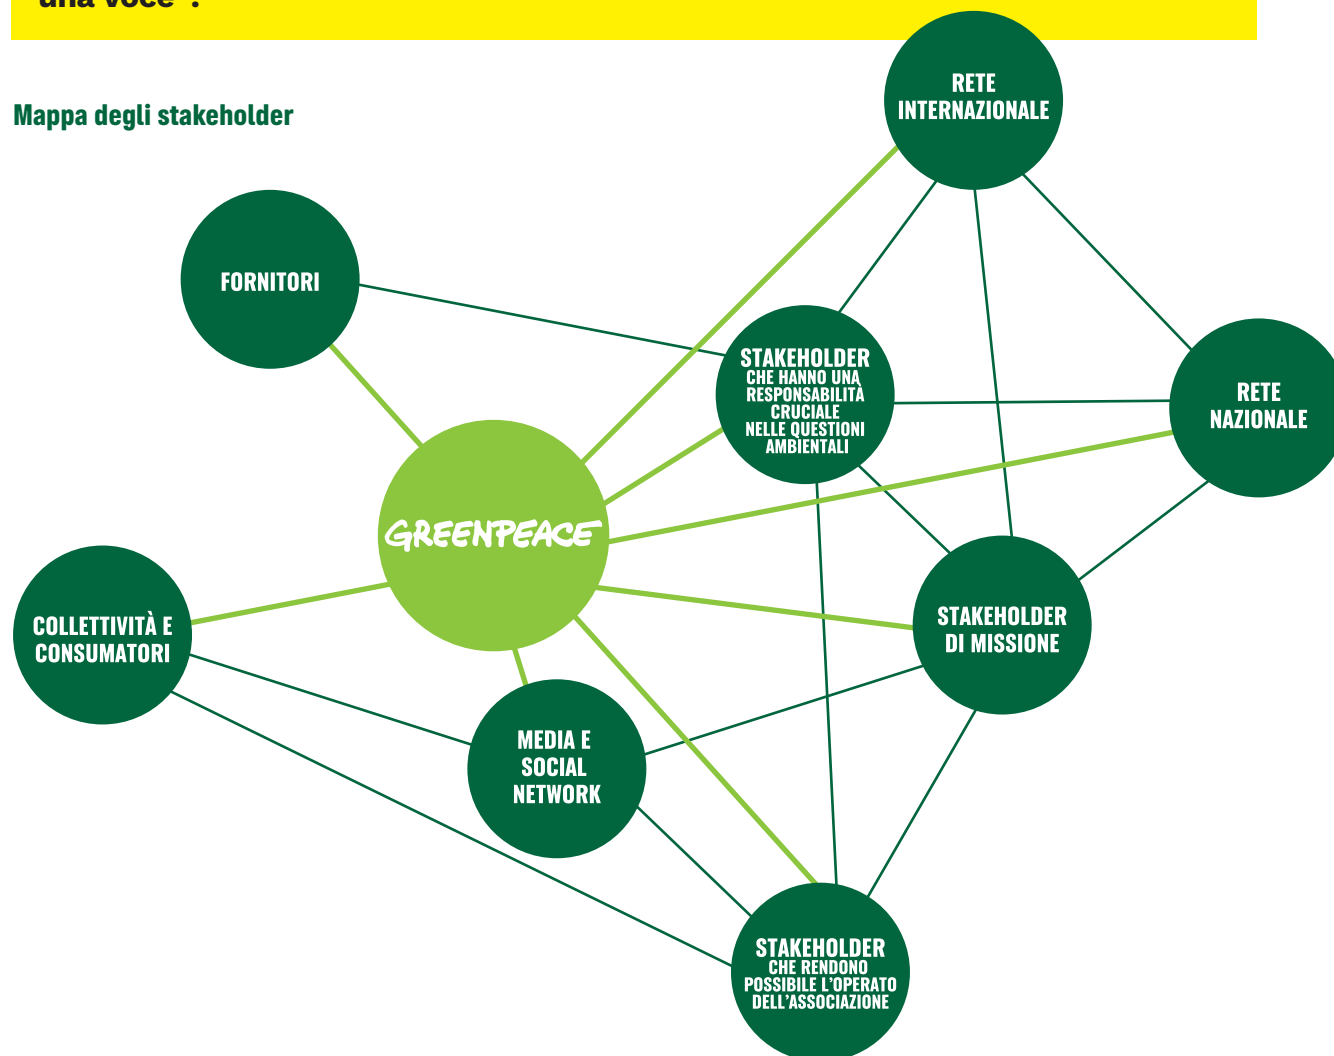 una voce".
Mappa degli stakeholder
RETE
INTERNAZIONALE
FORNITORI
STAKEHOLDER
CHE HANNO UNA
RESPONSABILITÀ
CRUCIALE
NELLE QUESTIONI
AMBIENTALI
RETE
NAZIONALE
GREENPEACE
COLLETTIVITÀ E
CONSUMATORI
STAKEHOLDER
DI MISSIONE
MEDIA E
SOCIAL
NETWORK
STAKEHOLDER
CHE RENDONO
POSSIBILE L'OPERATO
DELL'ASSOCIAZIONE